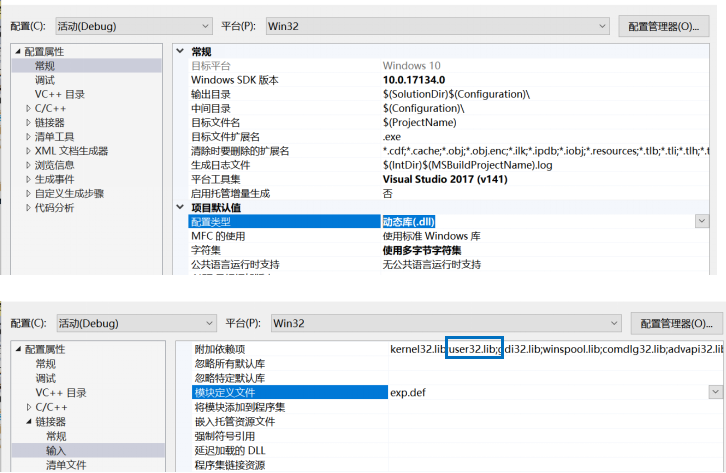 配置(C): 活动(Debug) 平台(P): Win32 配置管理器(O)...
配置属性
常规
调试
VC++ 目录
C/C++
链接器
清单工具
XML 文档生成器
浏览信息
生成事件
自定义生成步骤
代码分析
常规
目标平台 Windows 10
Windows SDK 版本 10.0.17134.0
输出目录 $(SolutionDir)$(Configuration)\
中间目录 $(Configuration)\
目标文件名 $(ProjectName)
目标文件扩展名 .exe
清除时要删除的扩展名 *.cdf;*.cache;*.obj;*.obj.enc;*.ilk;*.ipdb;*.iobj;*.resources;*.tlb;*.tli;*.tlh;*.t
生成日志文件 $(IntDir)$(MSBuildProjectName).log
平台工具集 Visual Studio 2017 (v141)
启用托管增量生成 否
项目默认值
配置类型 动态库(.dll)
MFC 的使用 使用标准 Windows 库
字符集 使用多字节字符集
公共语言运行时支持 无公共语言运行时支持
配置(C): 活动(Debug) 平台(P): Win32 配置管理器(O)...
配置属性
常规
调试
VC++ 目录
C/C++
链接器
常规
输入
清单文件
附加依赖项 kernel32.lib;user32.lib;gdi32.lib;winspool.lib;comdlg32.lib;advapi32.lib
忽略所有默认库
忽略特定默认库
模块定义文件 exp.def
将模块添加到程序集
嵌入托管资源文件
强制符号引用
延迟加载的 DLL
程序集链接资源